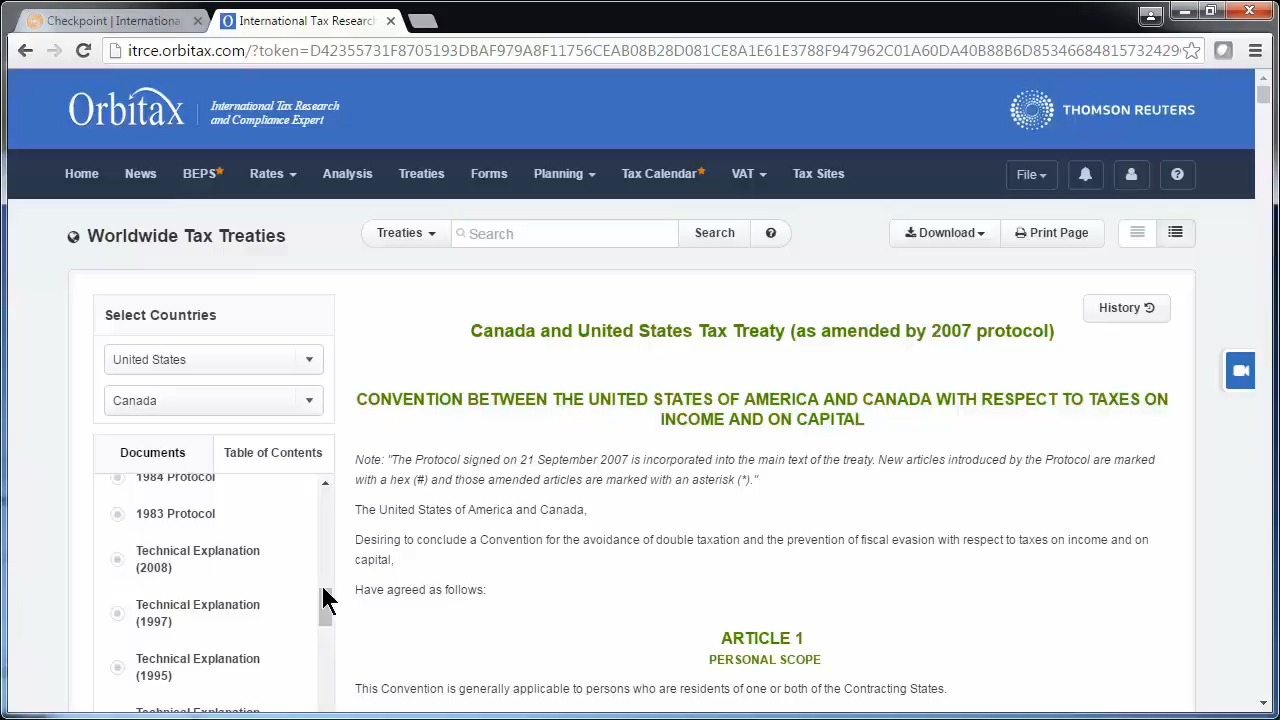 Checkpoint | Internationa
International Tax Research
itrce.orbitax.com/?token=D42355731F8705193DBAF979A8F11756CEAB08B28D081CE8A1E61E3788F947962C01A60DA40B88B6D85346684815732429
Orbitax
International Tax Research
and Compliance Expert
THOMSON REUTERS
Home News BEPS Rates Analysis Treaties Forms Planning Tax Calendar VAT Tax Sites File
Worldwide Tax Treaties
Treaties Search Search Download Print Page
Select Countries
United States
Canada
Documents Table of Contents
1984 Protocol
1983 Protocol
Technical Explanation
(2008)
Technical Explanation
(1997)
Technical Explanation
(1995)
History
Canada and United States Tax Treaty (as amended by 2007 protocol)
CONVENTION BETWEEN THE UNITED STATES OF AMERICA AND CANADA WITH RESPECT TO TAXES ON
INCOME AND ON CAPITAL
Note: "The Protocol signed on 21 September 2007 is incorporated into the main text of the treaty. New articles introduced by the Protocol are marked
with a hex (#) and those amended articles are marked with an asterisk (*)."
The United States of America and Canada,
Desiring to conclude a Convention for the avoidance of double taxation and the prevention of fiscal evasion with respect to taxes on income and on
capital,
Have agreed as follows:
ARTICLE 1
PERSONAL SCOPE
This Convention is generally applicable to persons who are residents of one or both of the Contracting States.